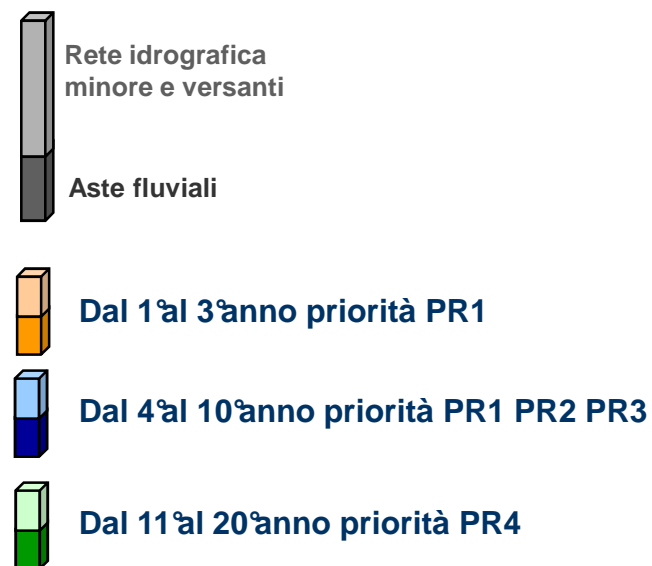 Rete idrografica
minore e versanti
Aste fluviali
Dal 1°al 3°anno priorità PR1
Dal 4°al 10°anno priorità PR1 PR2 PR3
Dal 11°al 20°anno priorità PR4